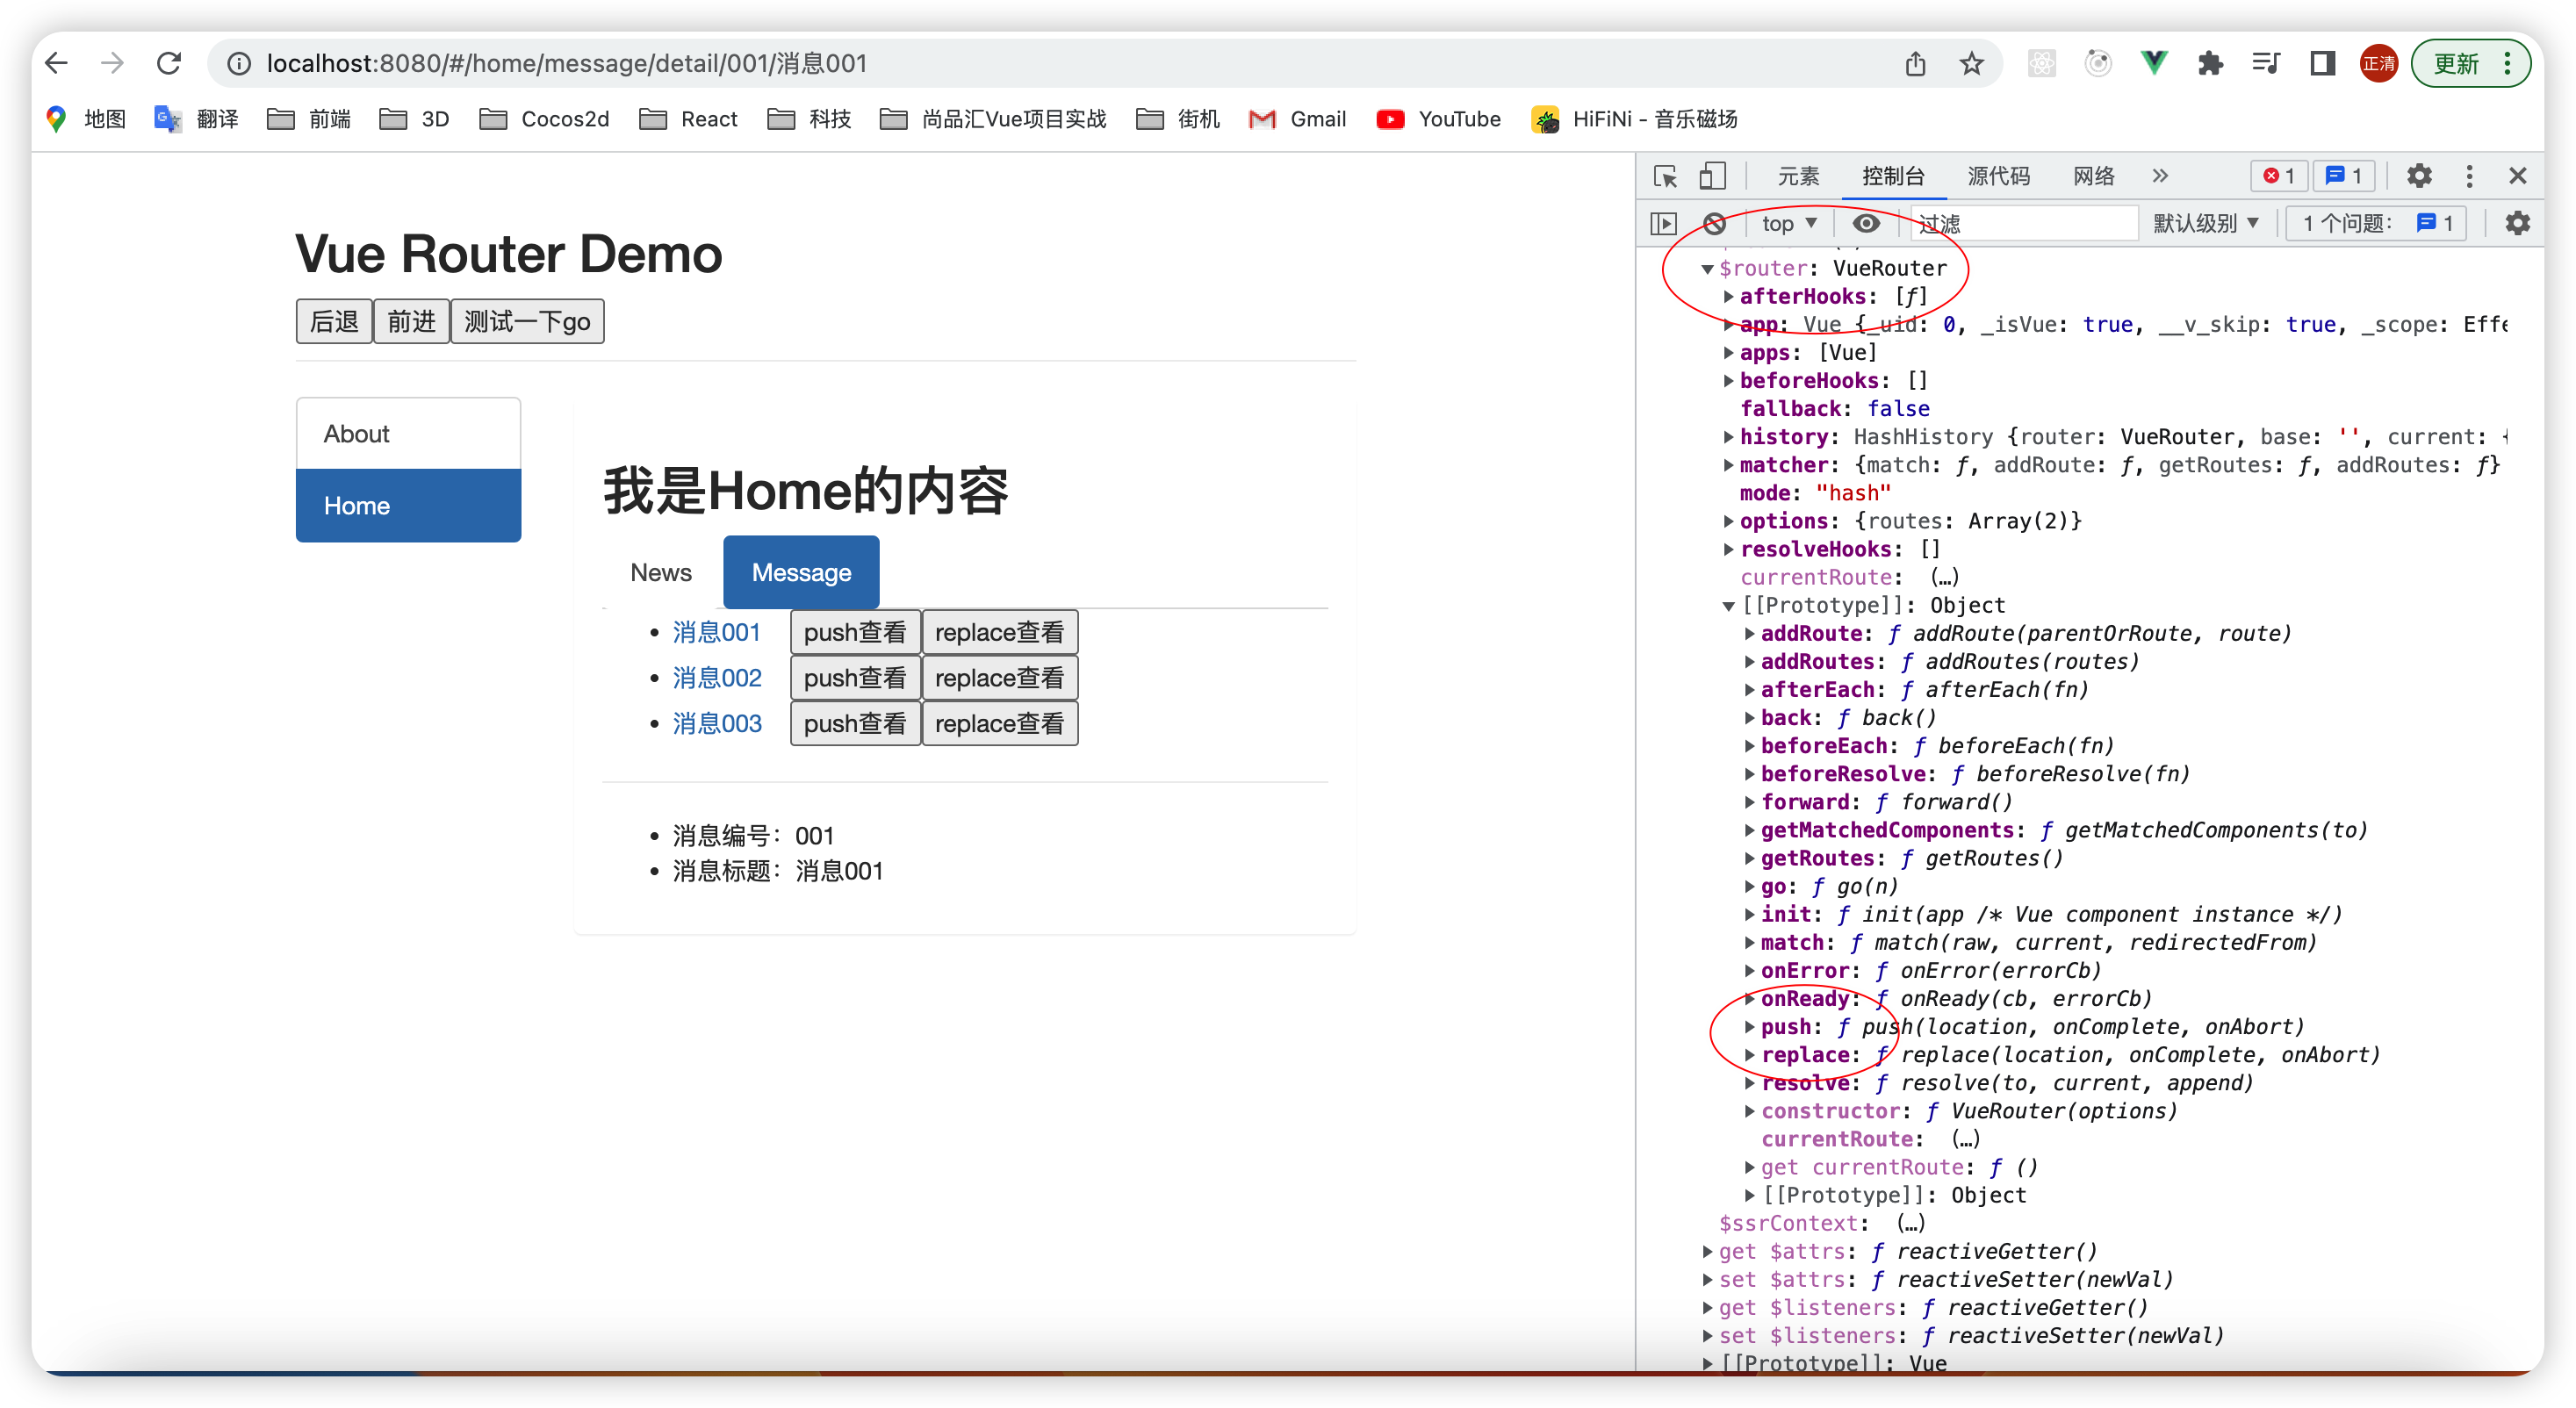 localhost:8080/#/home/message/detail/001/消息001
正清
更新
地图 翻译 前端 3D Cocos2d React 科技 尚品汇Vue项目实战 街机 Gmail YouTube HiFiNi - 音乐磁场
Vue Router Demo
后退 前进 测试一下go
About
Home
我是Home的内容
News Message
消息001 push查看 replace查看
消息002 push查看 replace查看
消息003 push查看 replace查看
消息编号：001
消息标题：消息001
元素 控制台 源代码 网络 1 1
top 过滤 默认级别 1 个问题： 1
$router: VueRouter
afterHooks: [ƒ]
app: Vue {_uid: 0, _isVue: true, __v_skip: true, _scope: Effe
apps: [Vue]
beforeHooks: []
fallback: false
history: HashHistory {router: VueRouter, base: '', current: {
matcher: {match: ƒ, addRoute: ƒ, getRoutes: ƒ, addRoutes: ƒ}
mode: "hash"
options: {routes: Array(2)}
resolveHooks: []
currentRoute: (…)
[[Prototype]]: Object
addRoute: ƒ addRoute(parentOrRoute, route)
addRoutes: ƒ addRoutes(routes)
afterEach: ƒ afterEach(fn)
back: ƒ back()
beforeEach: ƒ beforeEach(fn)
beforeResolve: ƒ beforeResolve(fn)
forward: ƒ forward()
getMatchedComponents: ƒ getMatchedComponents(to)
getRoutes: ƒ getRoutes()
go: ƒ go(n)
init: ƒ init(app /* Vue component instance */)
match: ƒ match(raw, current, redirectedFrom)
onError: ƒ onError(errorCb)
onReady: ƒ onReady(cb, errorCb)
push: ƒ push(location, onComplete, onAbort)
replace: ƒ replace(location, onComplete, onAbort)
resolve: ƒ resolve(to, current, append)
constructor: ƒ VueRouter(options)
currentRoute: (…)
get currentRoute: ƒ ()
[[Prototype]]: Object
$ssrContext: (…)
get $attrs: ƒ reactiveGetter()
set $attrs: ƒ reactiveSetter(newVal)
get $listeners: ƒ reactiveGetter()
set $listeners: ƒ reactiveSetter(newVal)
[[Prototype]]: Vue